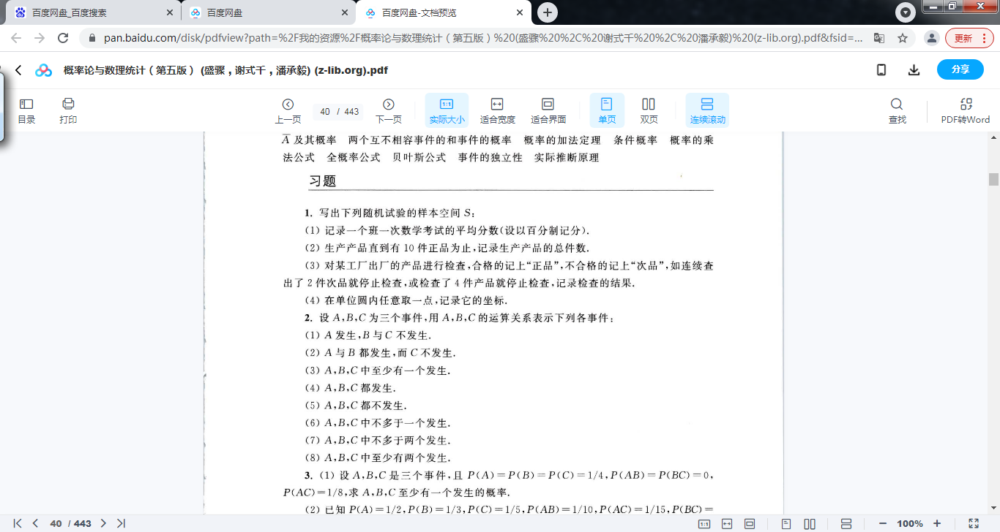 百度网盘_百度搜索
百度网盘
百度网盘-文档预览
pan.baidu.com/disk/pdfview?path=%2F我的资源%2F概率论与数理统计（第五版）%20(盛骤%20%2C%20谢式千%20%2C%20潘承毅)%20(z-lib.org).pdf&fsid=...
更新
概率论与数理统计（第五版） (盛骤 , 谢式千 , 潘承毅) (z-lib.org).pdf
分享
目录
打印
上一页
40 / 443
下一页
1:1
实际大小
适合宽度
适合界面
单页
双页
连续滚动
查找
PDF转Word
A̅ 及其概率 两个互不相容事件的和事件的概率 概率的加法定理 条件概率 概率的乘
法公式 全概率公式 贝叶斯公式 事件的独立性 实际推断原理
习题
1. 写出下列随机试验的样本空间 S:
(1) 记录一个班一次数学考试的平均分数(设以百分制记分).
(2) 生产产品直到有 10 件正品为止,记录生产产品的总件数.
(3) 对某工厂出厂的产品进行检查,合格的记上“正品”,不合格的记上“次品”,如连续查
出了 2 件次品就停止检查,或检查了 4 件产品就停止检查,记录检查的结果.
(4) 在单位圆内任意取一点,记录它的坐标.
2. 设 A,B,C 为三个事件,用 A,B,C 的运算关系表示下列各事件:
(1) A 发生,B 与 C 不发生.
(2) A 与 B 都发生,而 C 不发生.
(3) A,B,C 中至少有一个发生.
(4) A,B,C 都发生.
(5) A,B,C 都不发生.
(6) A,B,C 中不多于一个发生.
(7) A,B,C 中不多于两个发生.
(8) A,B,C 中至少有两个发生.
3. (1) 设 A,B,C 是三个事件,且 P(A)=P(B)=P(C)=1/4,P(AB)=P(BC)=0,
P(AC)=1/8,求 A,B,C 至少有一个发生的概率.
(2) 已知 P(A)=1/2,P(B)=1/3,P(C)=1/5,P(AB)=1/10,P(AC)=1/15,P(BC)=
40 / 443
1:1
100%